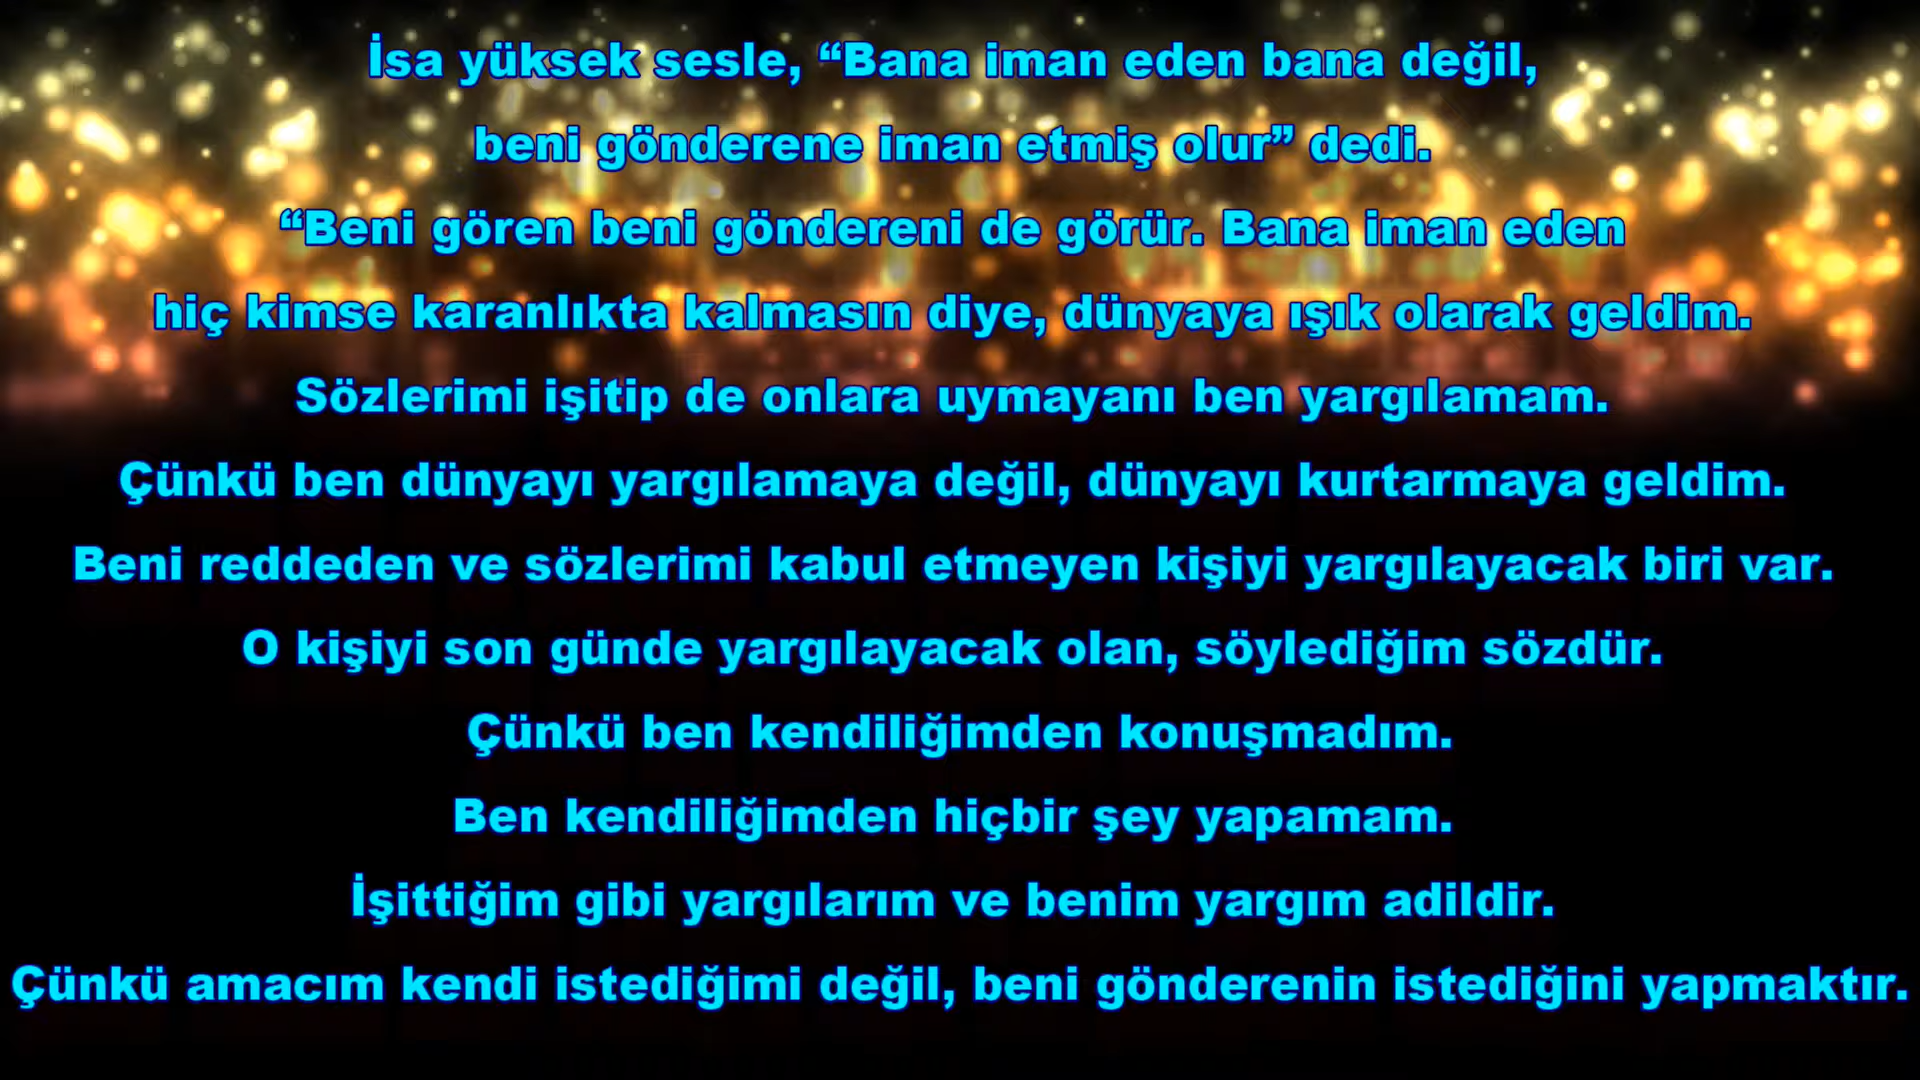 İsa yüksek sesle, “Bana iman eden bana değil,
beni gönderene iman etmiş olur” dedi.
“Beni gören beni göndereni de görür. Bana iman eden
hiç kimse karanlıkta kalmasın diye, dünyaya ışık olarak geldim.
Sözlerimi işitip de onlara uymayanı ben yargılamam.
Çünkü ben dünyayı yargılamaya değil, dünyayı kurtarmaya geldim.
Beni reddeden ve sözlerimi kabul etmeyen kişiyi yargılayacak biri var.
O kişiyi son günde yargılayacak olan, söylediğim sözdür.
Çünkü ben kendiliğimden konuşmadım.
Ben kendiliğimden hiçbir şey yapamam.
İşittiğim gibi yargılarım ve benim yargım adildir.
Çünkü amacım kendi istediğimi değil, beni gönderenin istediğini yapmaktır.